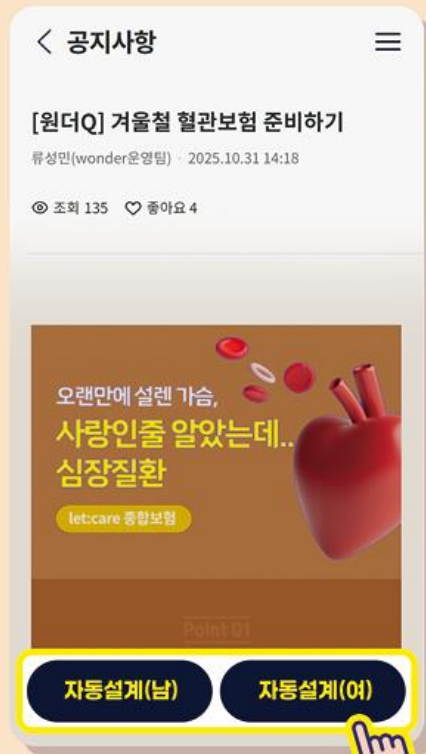 공지사항
[원더Q] 겨울철 혈관보험 준비하기
류성민(wonder운영팀) · 2025.10.31 14:18
조회 135 좋아요 4
오랜만에 설렌 가슴,
사랑인줄 알았는데..
심장질환
let:care 종합보험
Point 01
자동설계(남) 자동설계(여)